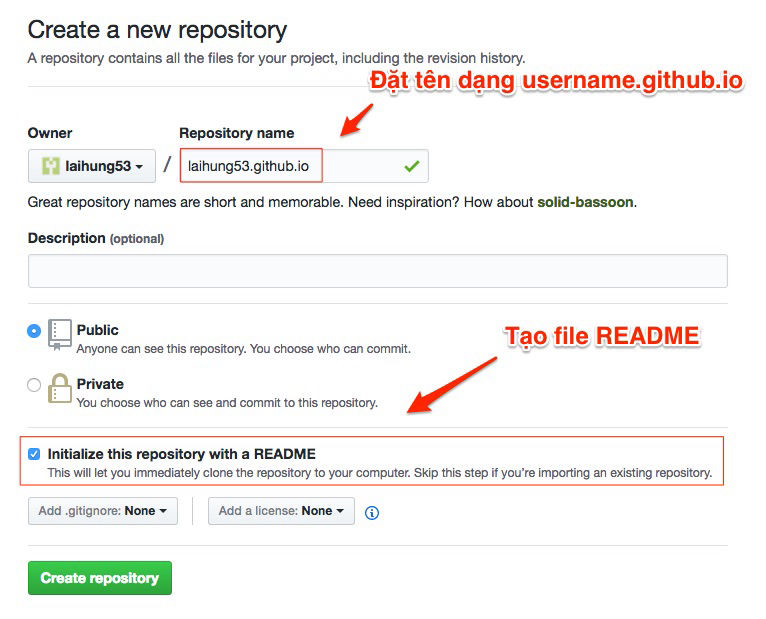 Create a new repository
A repository contains all the files for your project, including the revision history.
Đặt tên dạng username.github.io
Owner
Repository name
laihung53 / laihung53.github.io
Great repository names are short and memorable. Need inspiration? How about solid-bassoon.
Description (optional)
Public
Anyone can see this repository. You choose who can commit.
Tạo file README
Private
You choose who can see and commit to this repository.
Initialize this repository with a README
This will let you immediately clone the repository to your computer. Skip this step if you’re importing an existing repository.
Add .gitignore: None
Add a license: None
Create repository